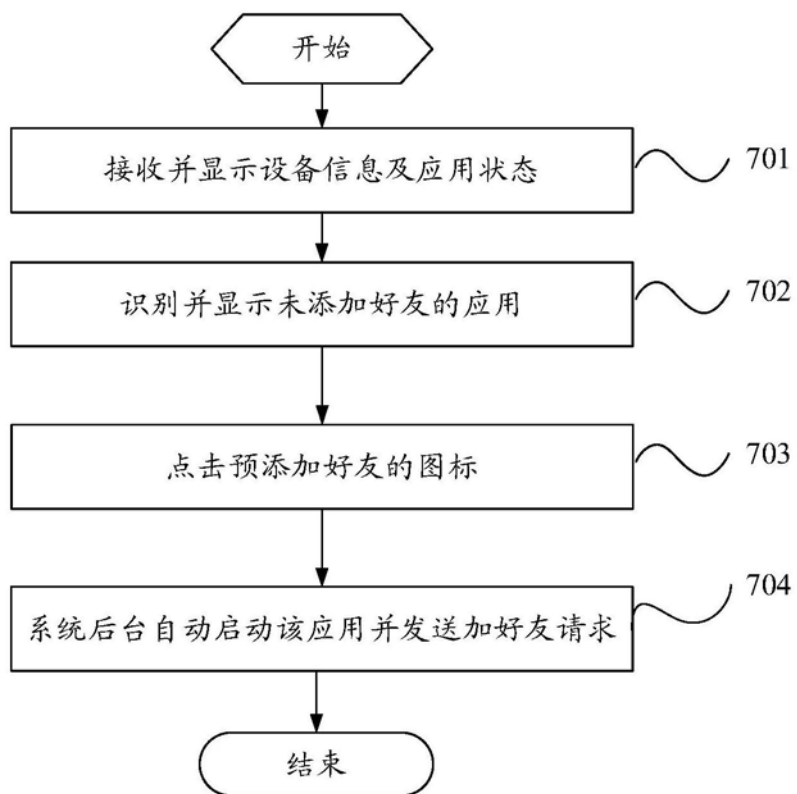 开始
接收并显示设备信息及应用状态
701
识别并显示未添加好友的应用
702
点击预添加好友的图标
703
系统后台自动启动该应用并发送加好友请求
704
结束